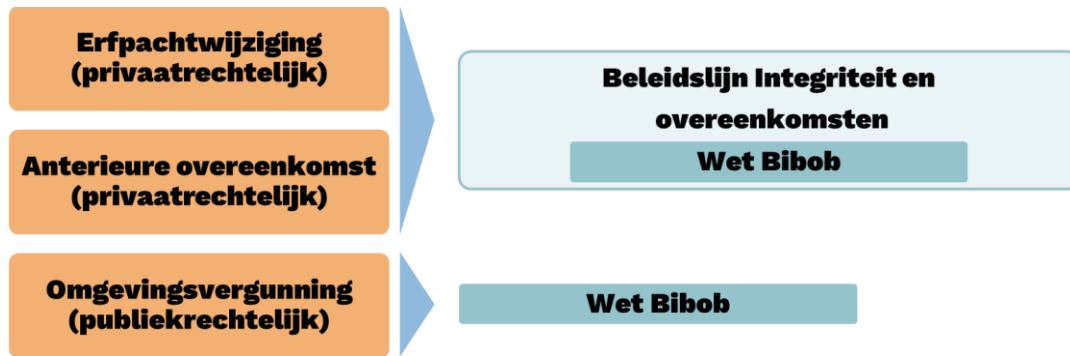 Erfpachtwijziging
(privaatrechtelijk)
Anterieure overeenkomst
(privaatrechtelijk)
Omgevingsvergunning
(publiekrechtelijk)
Beleidslijn Integriteit en
overeenkomsten
Wet Bibob
Wet Bibob